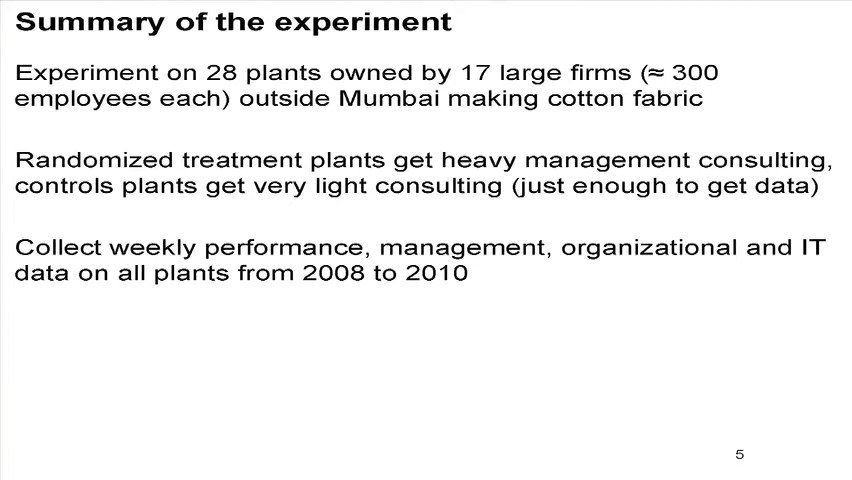 Summary of the experiment
Experiment on 28 plants owned by 17 large firms (≈ 300
employees each) outside Mumbai making cotton fabric
Randomized treatment plants get heavy management consulting,
controls plants get very light consulting (just enough to get data)
Collect weekly performance, management, organizational and IT
data on all plants from 2008 to 2010
5